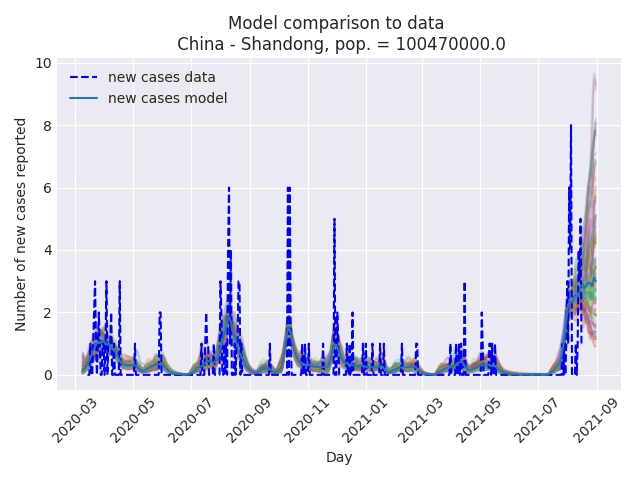 Model comparison to data
China - Shandong, pop. = 100470000.0
new cases data
new cases model
Number of new cases reported
10
8
6
4
2
0
2020-03
2020-05
2020-07
2020-09
2020-11
2021-01
2021-03
2021-05
2021-07
2021-09
Day